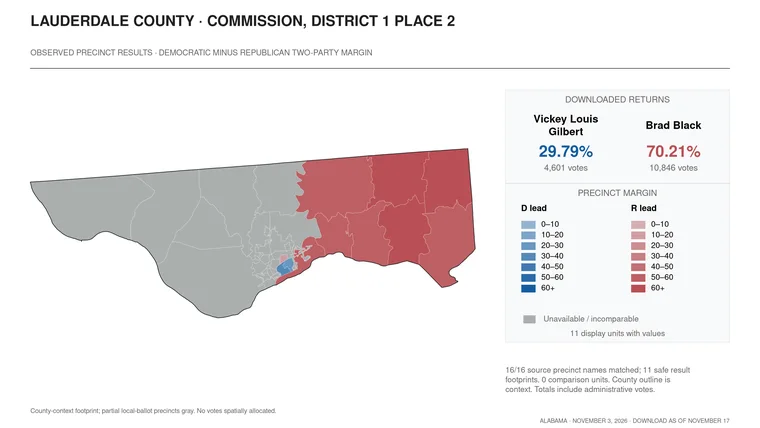 LAUDERDALE COUNTY · COMMISSION, DISTRICT 1 PLACE 2
OBSERVED PRECINCT RESULTS · DEMOCRATIC MINUS REPUBLICAN TWO-PARTY MARGIN
DOWNLOADED RETURNS
Vickey Louis
Gilbert
29.79%
4,601 votes
Brad Black
70.21%
10,846 votes
PRECINCT MARGIN
D lead
0–10
10–20
20–30
30–40
40–50
50–60
60+
R lead
0–10
10–20
20–30
30–40
40–50
50–60
60+
Unavailable / incomparable
11 display units with values
16/16 source precinct names matched; 11 safe result
footprints. 0 comparison units. County outline is
context. Totals include administrative votes.
County-context footprint; partial local-ballot precincts gray. No votes spatially allocated.
ALABAMA · NOVEMBER 3, 2026 · DOWNLOAD AS OF NOVEMBER 17